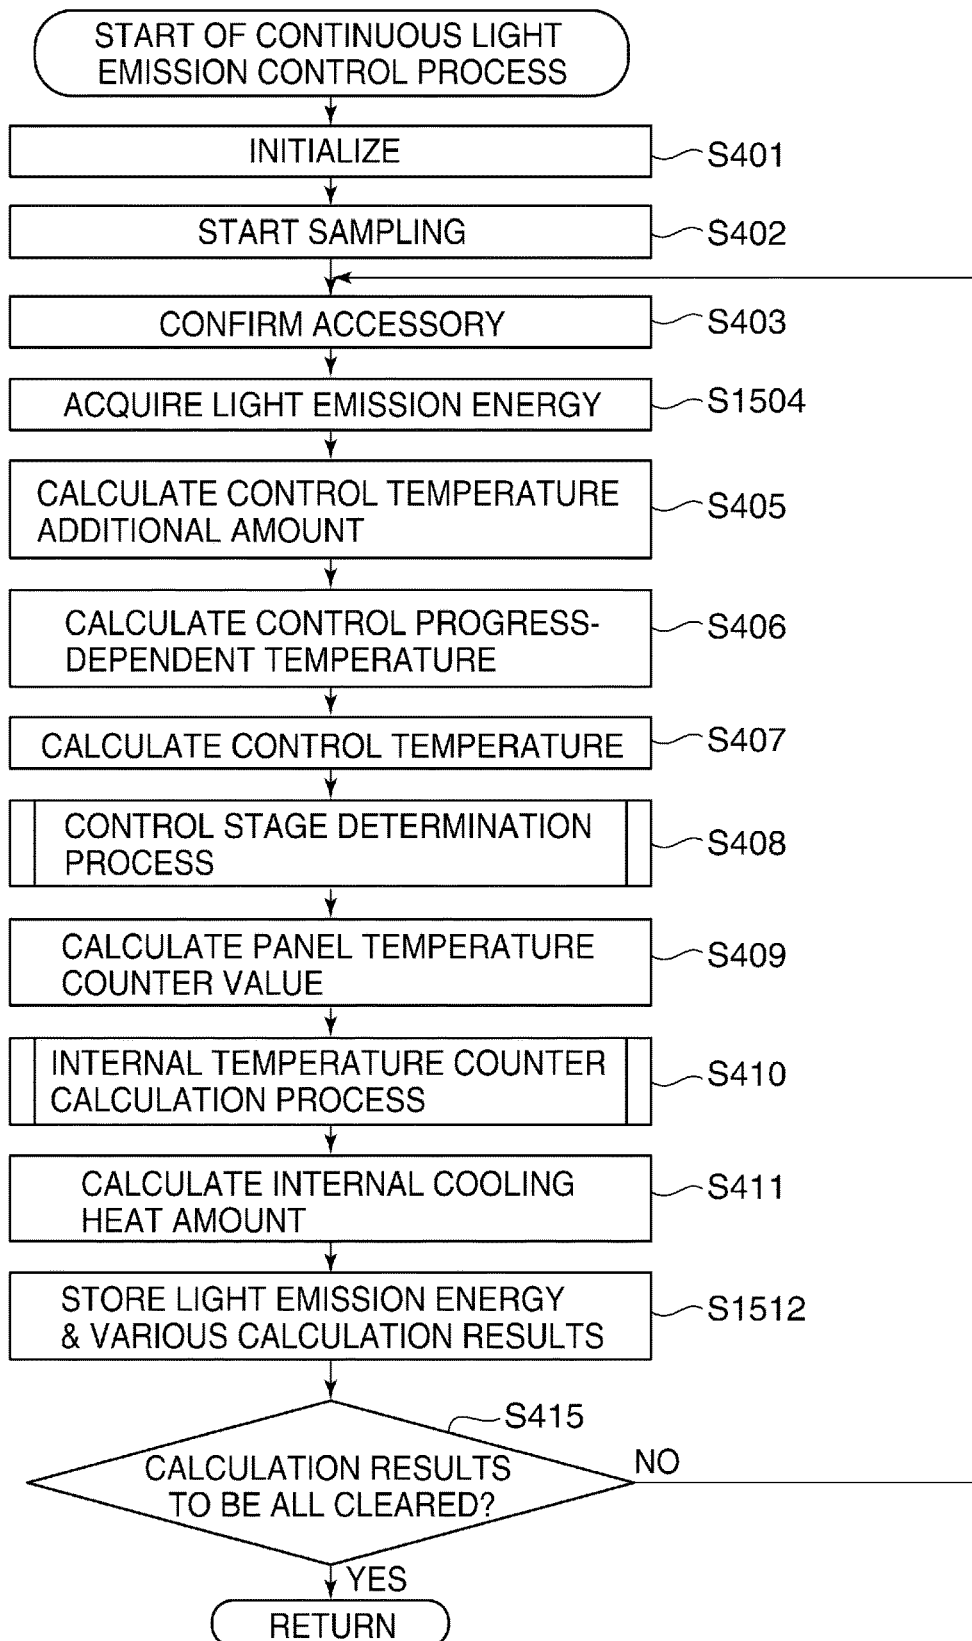 START OF CONTINUOUS LIGHT
EMISSION CONTROL PROCESS
INITIALIZE
S401
START SAMPLING
S402
CONFIRM ACCESSORY
S403
ACQUIRE LIGHT EMISSION ENERGY
S1504
CALCULATE CONTROL TEMPERATURE
ADDITIONAL AMOUNT
S405
CALCULATE CONTROL PROGRESS-
DEPENDENT TEMPERATURE
S406
CALCULATE CONTROL TEMPERATURE
S407
CONTROL STAGE DETERMINATION
PROCESS
S408
CALCULATE PANEL TEMPERATURE
COUNTER VALUE
S409
INTERNAL TEMPERATURE COUNTER
CALCULATION PROCESS
S410
CALCULATE INTERNAL COOLING
HEAT AMOUNT
S411
STORE LIGHT EMISSION ENERGY
& VARIOUS CALCULATION RESULTS
S1512
S415
CALCULATION RESULTS
TO BE ALL CLEARED?
NO
YES
RETURN